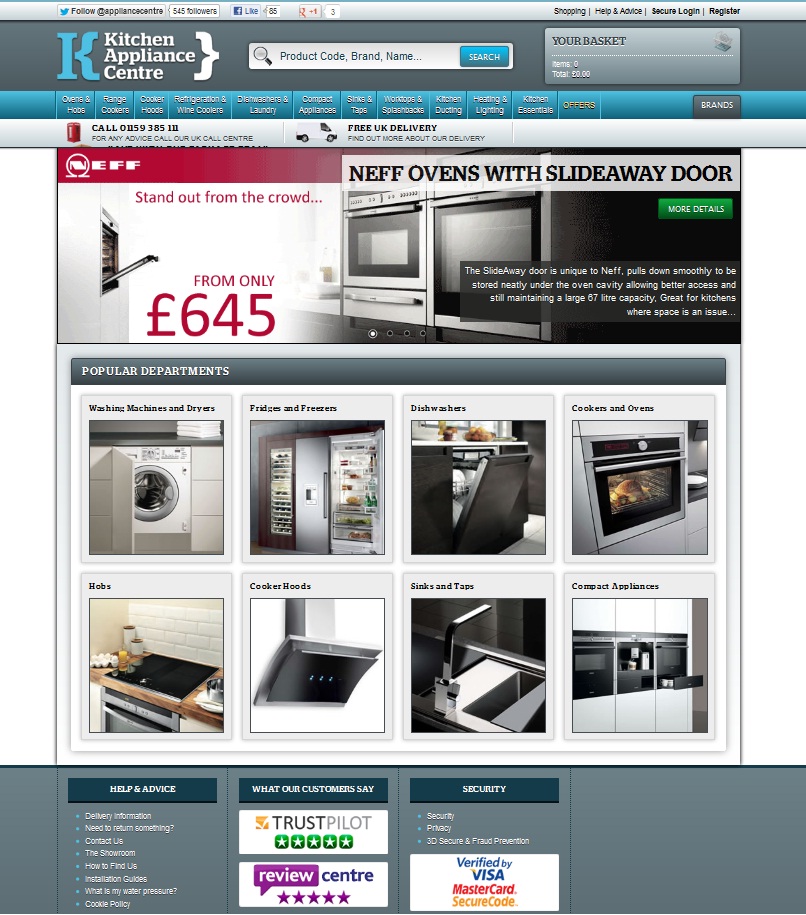 Follow @appliancecentre 545 followers Like 85 +1 3
Shopping | Help & Advice | Secure Login | Register
Kitchen
Appliance
Centre
Product Code, Brand, Name...
SEARCH
YOUR BASKET
Items: 0
Total: £0.00
Ovens &
Hobs
Range
Cookers
Cooker
Hoods
Refrigeration &
Wine Coolers
Dishwashers &
Laundry
Compact
Appliances
Sinks &
Taps
Worktops &
Splashbacks
Kitchen
Ducting
Heating &
Lighting
Kitchen
Essentials
OFFERS
BRANDS
CALL 01159 385 111
FOR ANY ADVICE CALL OUR UK CALL CENTRE
FREE UK DELIVERY
FIND OUT MORE ABOUT OUR DELIVERY
NEFF
NEFF OVENS WITH SLIDEAWAY DOOR
Stand out from the crowd...
MORE DETAILS
FROM ONLY
£645
The SlideAway door is unique to Neff, pulls down smoothly to be
stored neatly under the oven cavity allowing better access and
still maintaining a large 67 litre capacity, Great for kitchens
where space is an issue...
POPULAR DEPARTMENTS
Washing Machines and Dryers
Fridges and Freezers
Dishwashers
Cookers and Ovens
Hobs
Cooker Hoods
Sinks and Taps
Compact Appliances
HELP & ADVICE
Delivery Information
Need to return something?
Contact Us
The Showroom
How to Find Us
Installation Guides
What is my water pressure?
Cookie Policy
WHAT OUR CUSTOMERS SAY
TRUSTPILOT
review centre
SECURITY
Security
Privacy
3D Secure & Fraud Prevention
Verified by
VISA
MasterCard.
SecureCode.